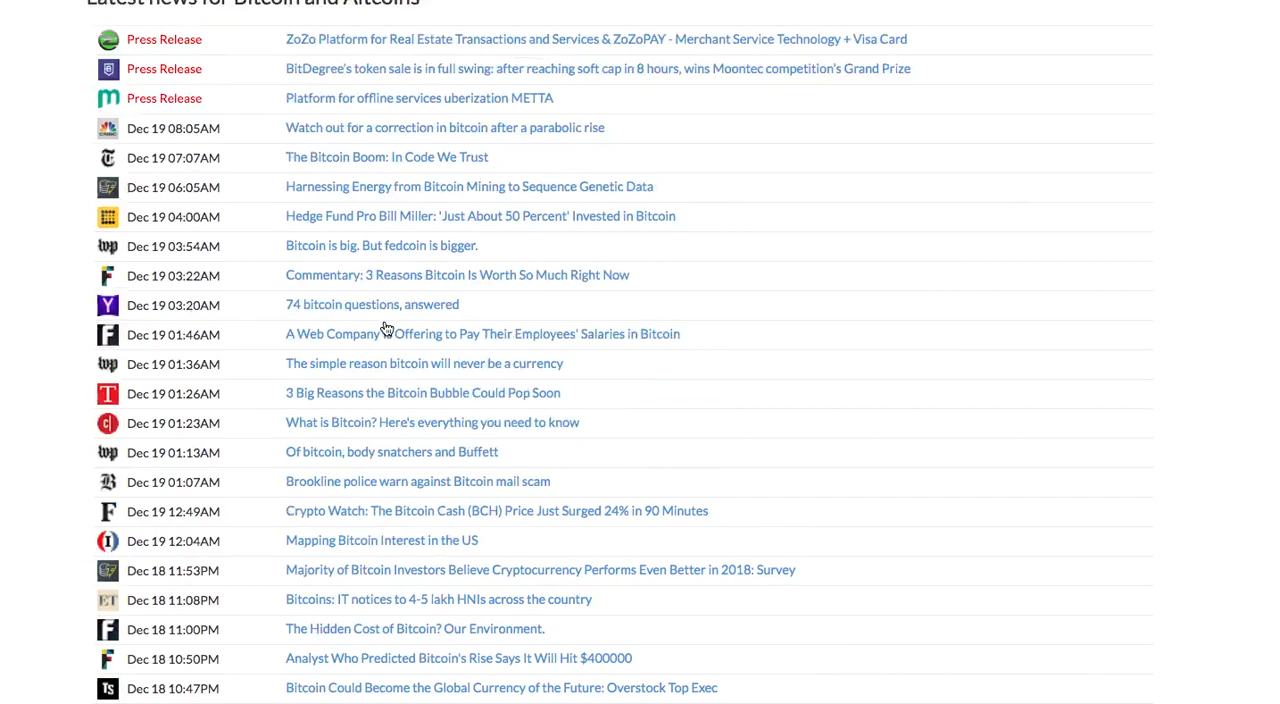 Latest news for Bitcoin and Altcoins
Press Release ZoZo Platform for Real Estate Transactions and Services & ZoZoPAY - Merchant Service Technology + Visa Card
Press Release BitDegree's token sale is in full swing: after reaching soft cap in 8 hours, wins Moontec competition's Grand Prize
Press Release Platform for offline services uberization METTA
Dec 19 08:05AM Watch out for a correction in bitcoin after a parabolic rise
Dec 19 07:07AM The Bitcoin Boom: In Code We Trust
Dec 19 06:05AM Harnessing Energy from Bitcoin Mining to Sequence Genetic Data
Dec 19 04:00AM Hedge Fund Pro Bill Miller: 'Just About 50 Percent' Invested in Bitcoin
Dec 19 03:54AM Bitcoin is big. But fedcoin is bigger.
Dec 19 03:22AM Commentary: 3 Reasons Bitcoin Is Worth So Much Right Now
Dec 19 03:20AM 74 bitcoin questions, answered
Dec 19 01:46AM A Web Company Offering to Pay Their Employees' Salaries in Bitcoin
Dec 19 01:36AM The simple reason bitcoin will never be a currency
Dec 19 01:26AM 3 Big Reasons the Bitcoin Bubble Could Pop Soon
Dec 19 01:23AM What is Bitcoin? Here's everything you need to know
Dec 19 01:13AM Of bitcoin, body snatchers and Buffett
Dec 19 01:07AM Brookline police warn against Bitcoin mail scam
Dec 19 12:49AM Crypto Watch: The Bitcoin Cash (BCH) Price Just Surged 24% in 90 Minutes
Dec 19 12:04AM Mapping Bitcoin Interest in the US
Dec 18 11:53PM Majority of Bitcoin Investors Believe Cryptocurrency Performs Even Better in 2018: Survey
Dec 18 11:08PM Bitcoins: IT notices to 4-5 lakh HNIs across the country
Dec 18 11:00PM The Hidden Cost of Bitcoin? Our Environment.
Dec 18 10:50PM Analyst Who Predicted Bitcoin's Rise Says It Will Hit $400000
Dec 18 10:47PM Bitcoin Could Become the Global Currency of the Future: Overstock Top Exec